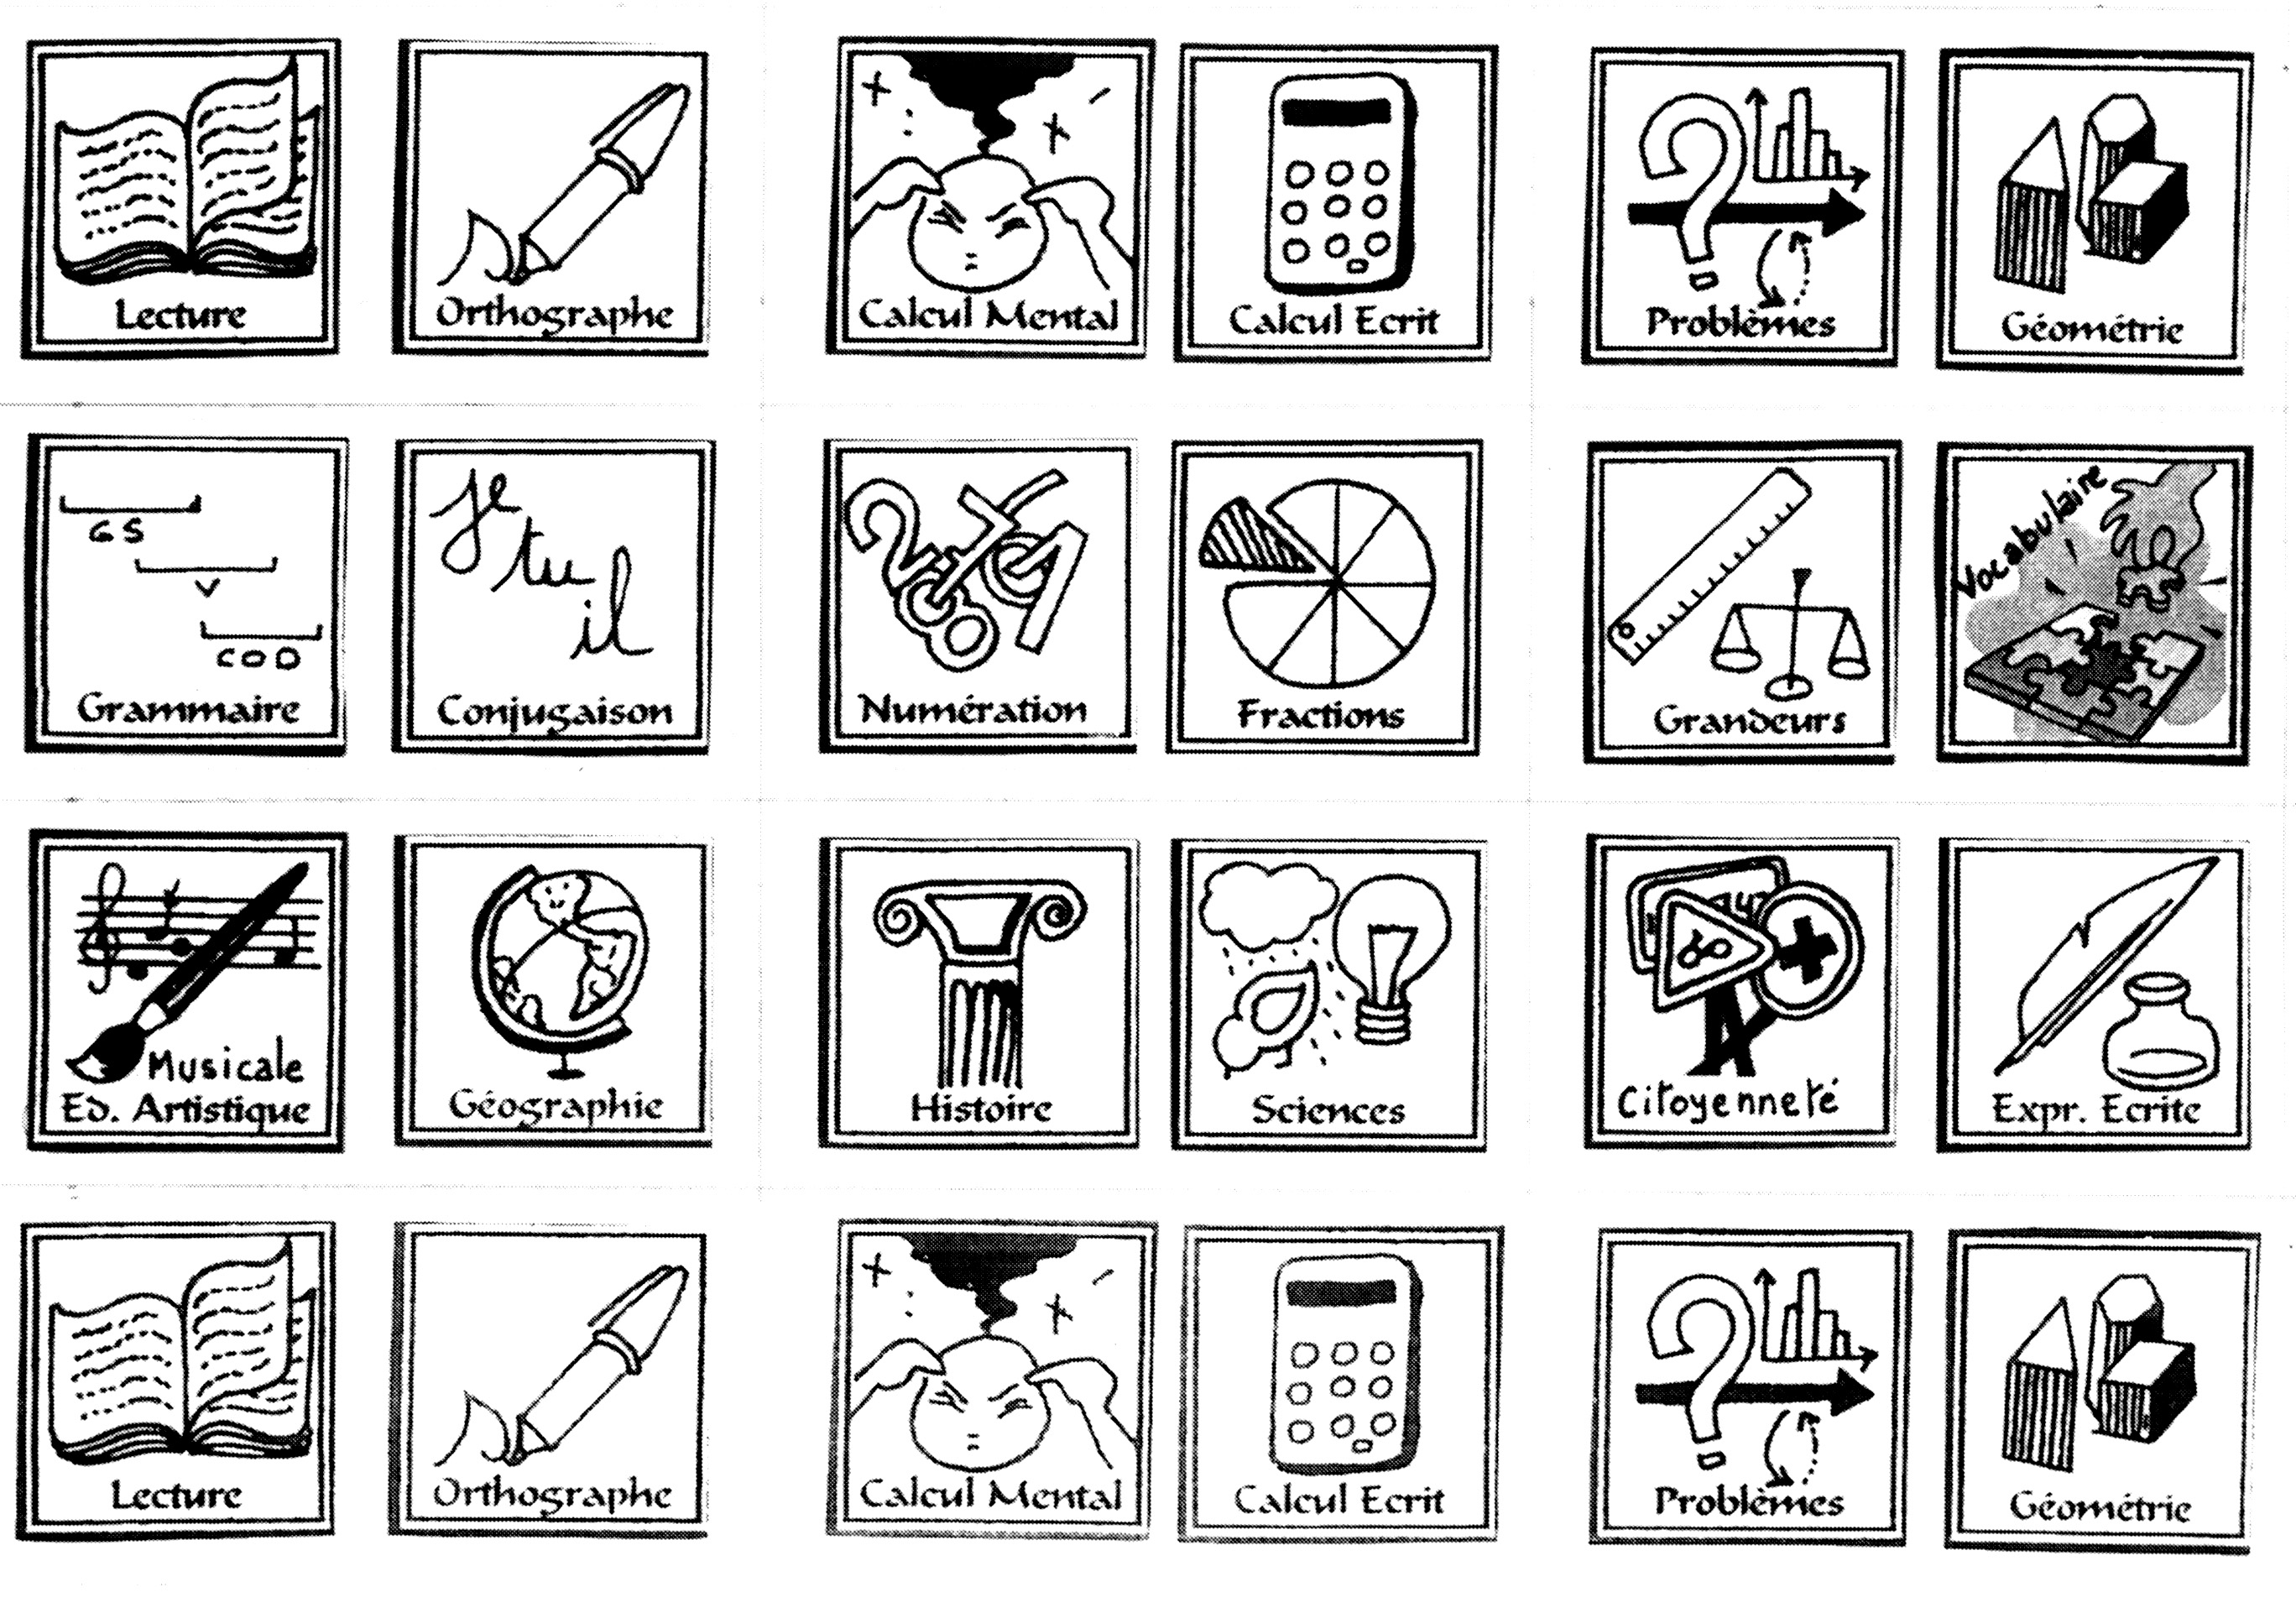 Lecture
Orthographe
Calcul Mental
Calcul Ecrit
Problèmes
Géométrie
GS
V
COD
Grammaire
Je
tu
il
Conjugaison
Numération
Fractions
Grandeurs
Vocabulaire
Musicale
Ed. Artistique
Géographie
Histoire
Sciences
Citoyenneté
Expr. Ecrite
Lecture
Orthographe
Calcul Mental
Calcul Ecrit
Problèmes
Géométrie